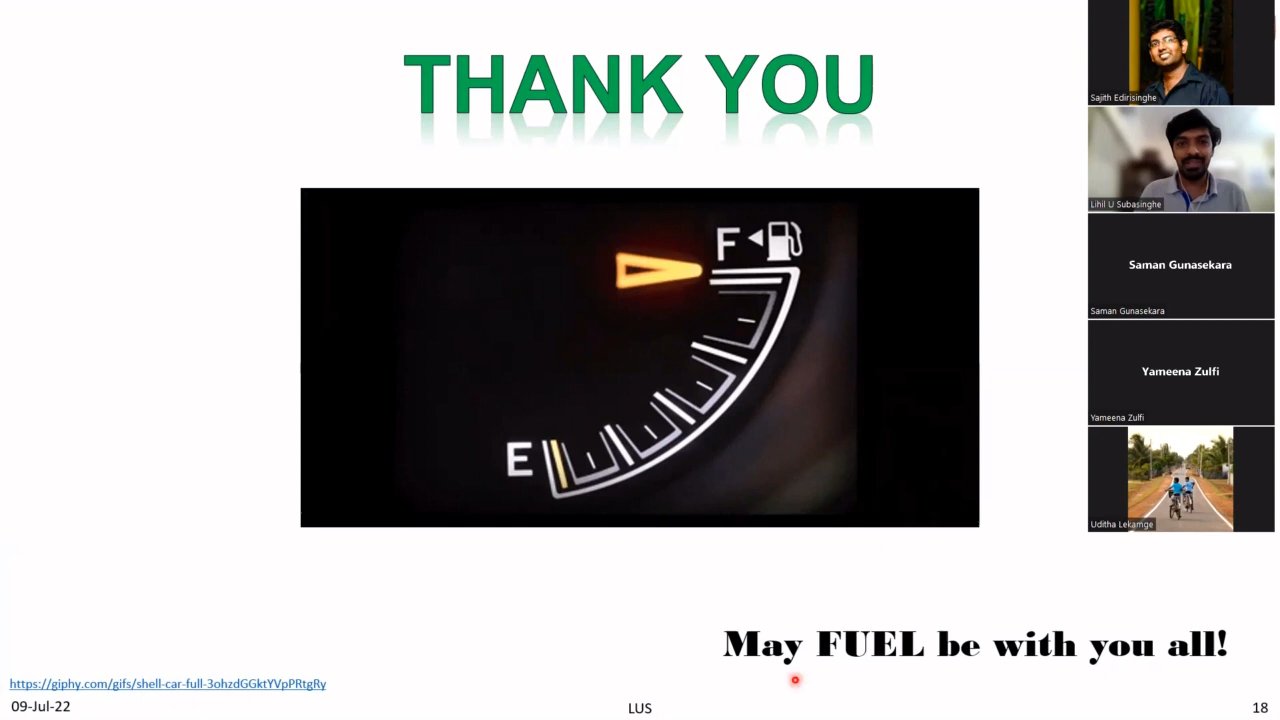 THANK YOU
F
E
May FUEL be with you all!
https://giphy.com/gifs/shell-car-full-3ohzdGGktYVpPRtgRy
09-Jul-22
LUS
18
Sajith Edirisinghe
Lihil U Subasinghe
Saman Gunasekara
Saman Gunasekara
Yameena Zulfi
Yameena Zulfi
Uditha Lekamge